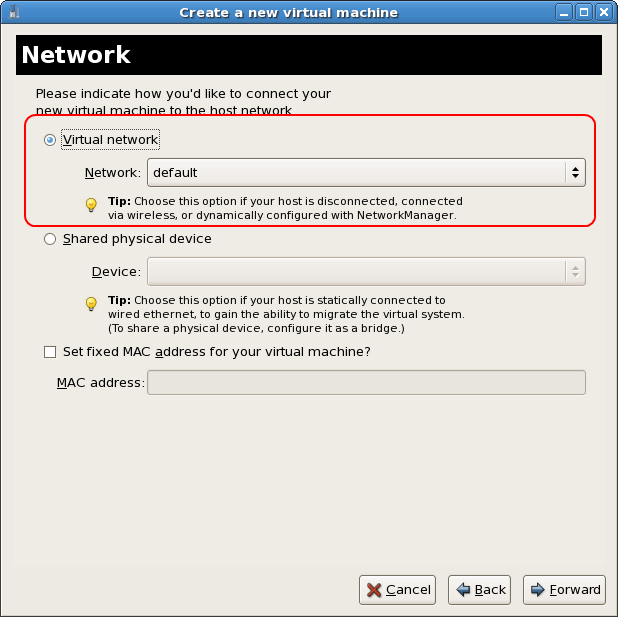 Create a new virtual machine
Network
Please indicate how you'd like to connect your
new virtual machine to the host network.
Virtual network
Network: default
Tip: Choose this option if your host is disconnected, connected
via wireless, or dynamically configured with NetworkManager.
Shared physical device
Device:
Tip: Choose this option if your host is statically connected to
wired ethernet, to gain the ability to migrate the virtual system.
(To share a physical device, configure it as a bridge.)
Set fixed MAC address for your virtual machine?
MAC address:
Cancel Back Forward